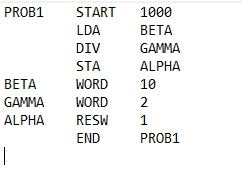 PROB1 START 1000
LDA BETA
DIV GAMMA
STA ALPHA
BETA WORD 10
GAMMA WORD 2
ALPHA RESW 1
END PROB1